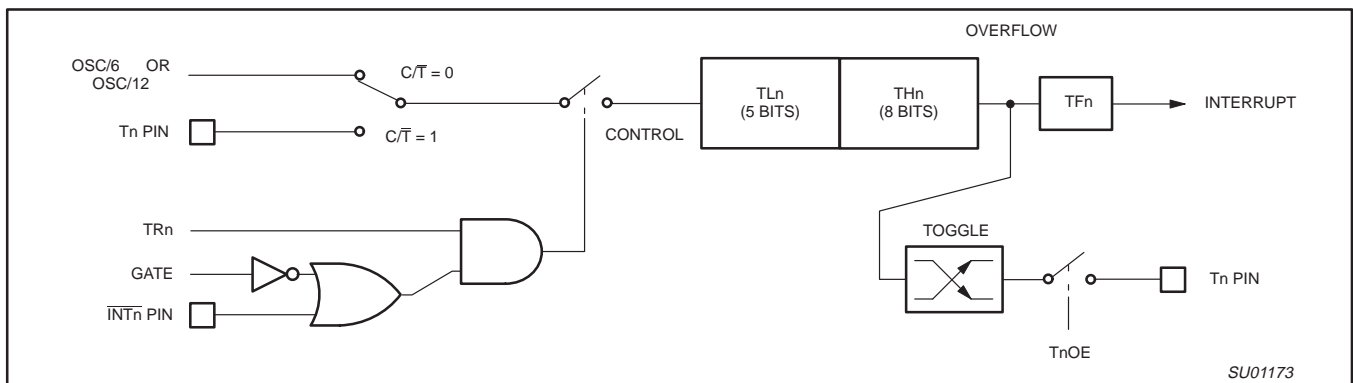 OVERFLOW
OSC/6 OR
OSC/12
C/T̅ = 0
TLn
(5 BITS)
THn
(8 BITS)
TFn
INTERRUPT
Tn PIN
C/T̅ = 1
CONTROL
TRn
TOGGLE
GATE
Tn PIN
I̅N̅T̅n̅ PIN
TnOE
SU01173